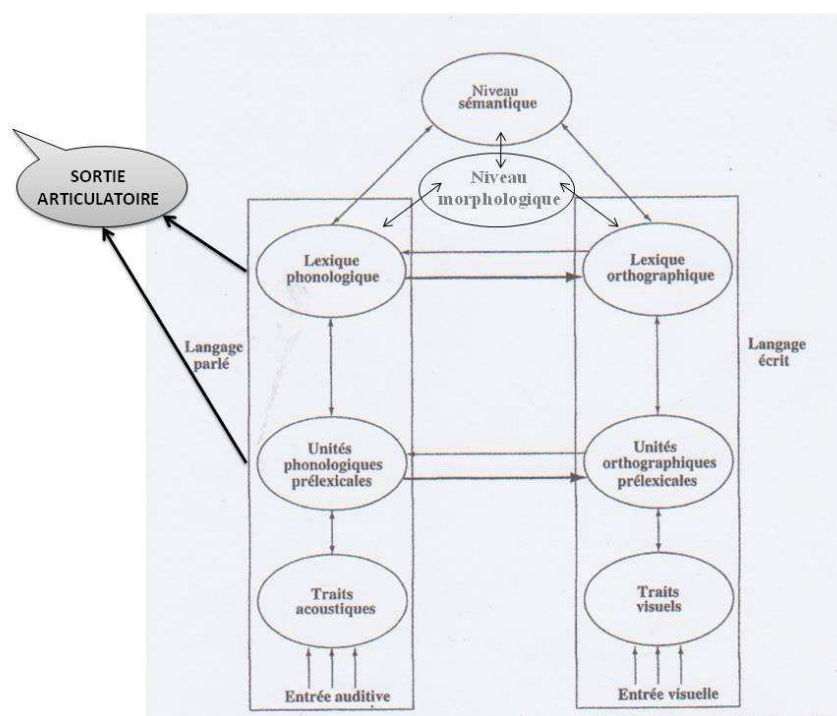 Niveau
sémantique
Niveau
morphologique
SORTIE
ARTICULATOIRE
Lexique
phonologique
Lexique
orthographique
Langage
parlé
Langage
écrit
Unités
phonologiques
prélexicales
Unités
orthographiques
prélexicales
Traits
acoustiques
Traits
visuels
Entrée auditive
Entrée visuelle